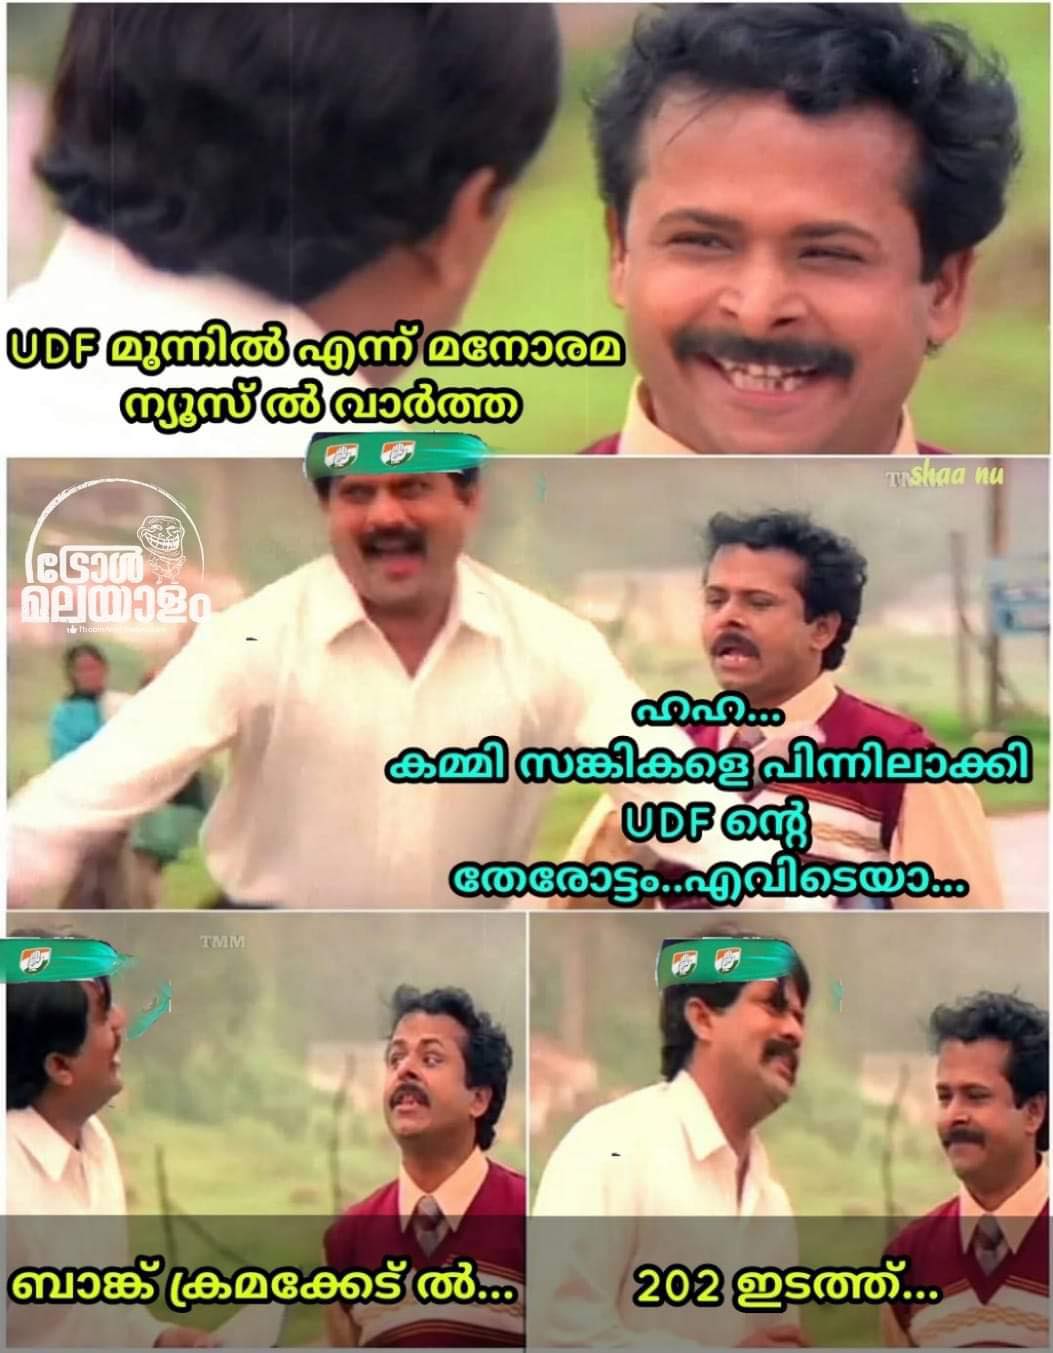 UDF മുന്നിൽ എന്ന് മനോരമ
ന്യൂസ് ൽ വാർത്ത
shaa nu
ട്രോൾ
മലയാളം
ഹഹ...
കമ്മി സങ്കികളെ പിന്നിലാക്കി
UDF ന്റെ
തേരോട്ടം..എവിടെയാ...
TMM
ബാങ്ക് ക്രമക്കേട് ൽ...
202 ഇടത്ത്...